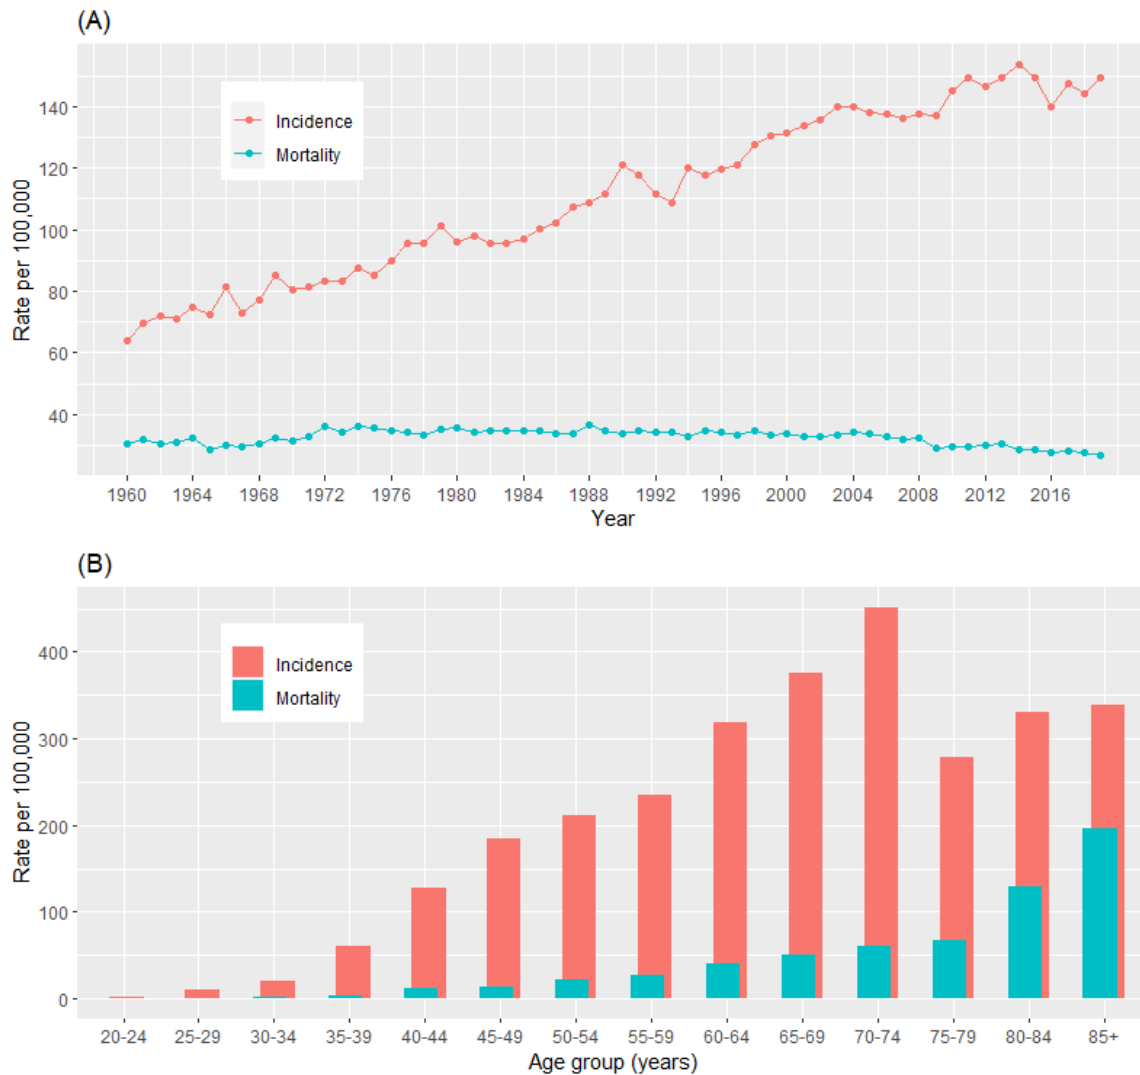 (A)
Rate per 100,000
140
120
100
80
60
40
Incidence
Mortality
1960 1964 1968 1972 1976 1980 1984 1988 1992 1996 2000 2004 2008 2012 2016
Year
(B)
Rate per 100,000
400
300
200
100
0
Incidence
Mortality
20-24 25-29 30-34 35-39 40-44 45-49 50-54 55-59 60-64 65-69 70-74 75-79 80-84 85+
Age group (years)